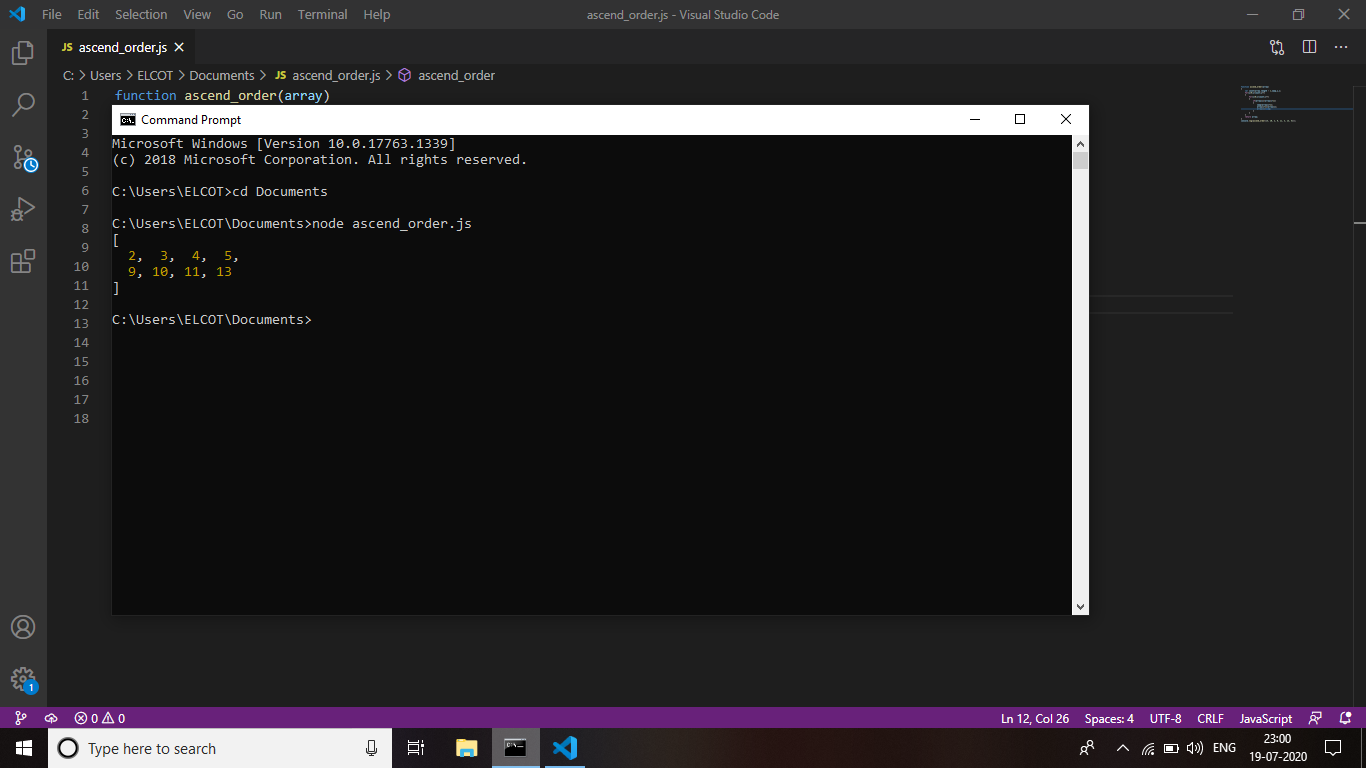 File Edit Selection View Go Run Terminal Help ascend_order.js - Visual Studio Code
JS ascend_order.js
C: > Users > ELCOT > Documents > JS ascend_order.js > ascend_order
1 function ascend_order(array)
2
3
4
5
6
7
8
9
10
11
12
13
14
15
16
17
18
Command Prompt
Microsoft Windows [Version 10.0.17763.1339]
(c) 2018 Microsoft Corporation. All rights reserved.
C:\Users\ELCOT>cd Documents
C:\Users\ELCOT\Documents>node ascend_order.js
[
2, 3, 4, 5,
9, 10, 11, 13
]
C:\Users\ELCOT\Documents>
1
0 0 Ln 12, Col 26 Spaces: 4 UTF-8 CRLF JavaScript
Type here to search ENG
23:00
19-07-2020